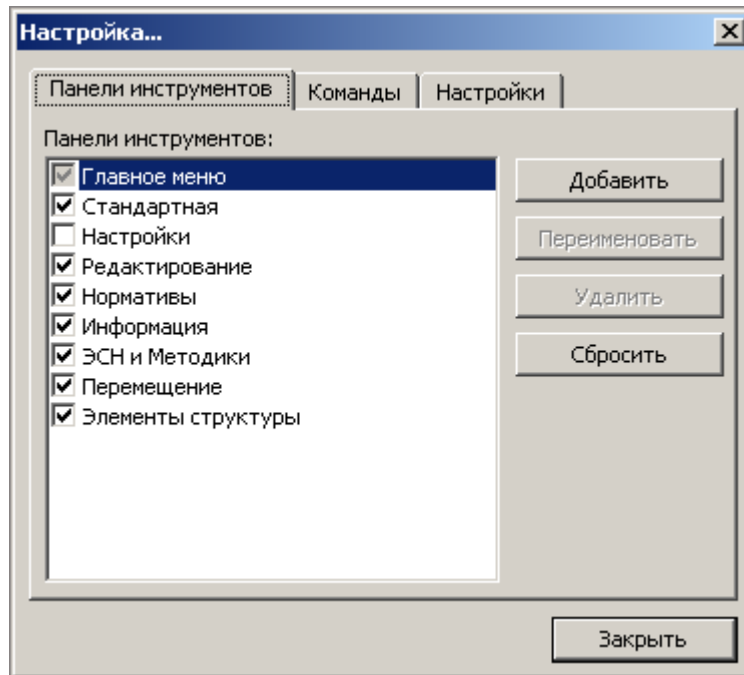 Настройка...
Панели инструментов Команды Настройки
Панели инструментов:
Главное меню
Стандартная
Настройки
Редактирование
Нормативы
Информация
ЭСН и Методики
Перемещение
Элементы структуры
Добавить
Переименовать
Удалить
Сбросить
Закрыть